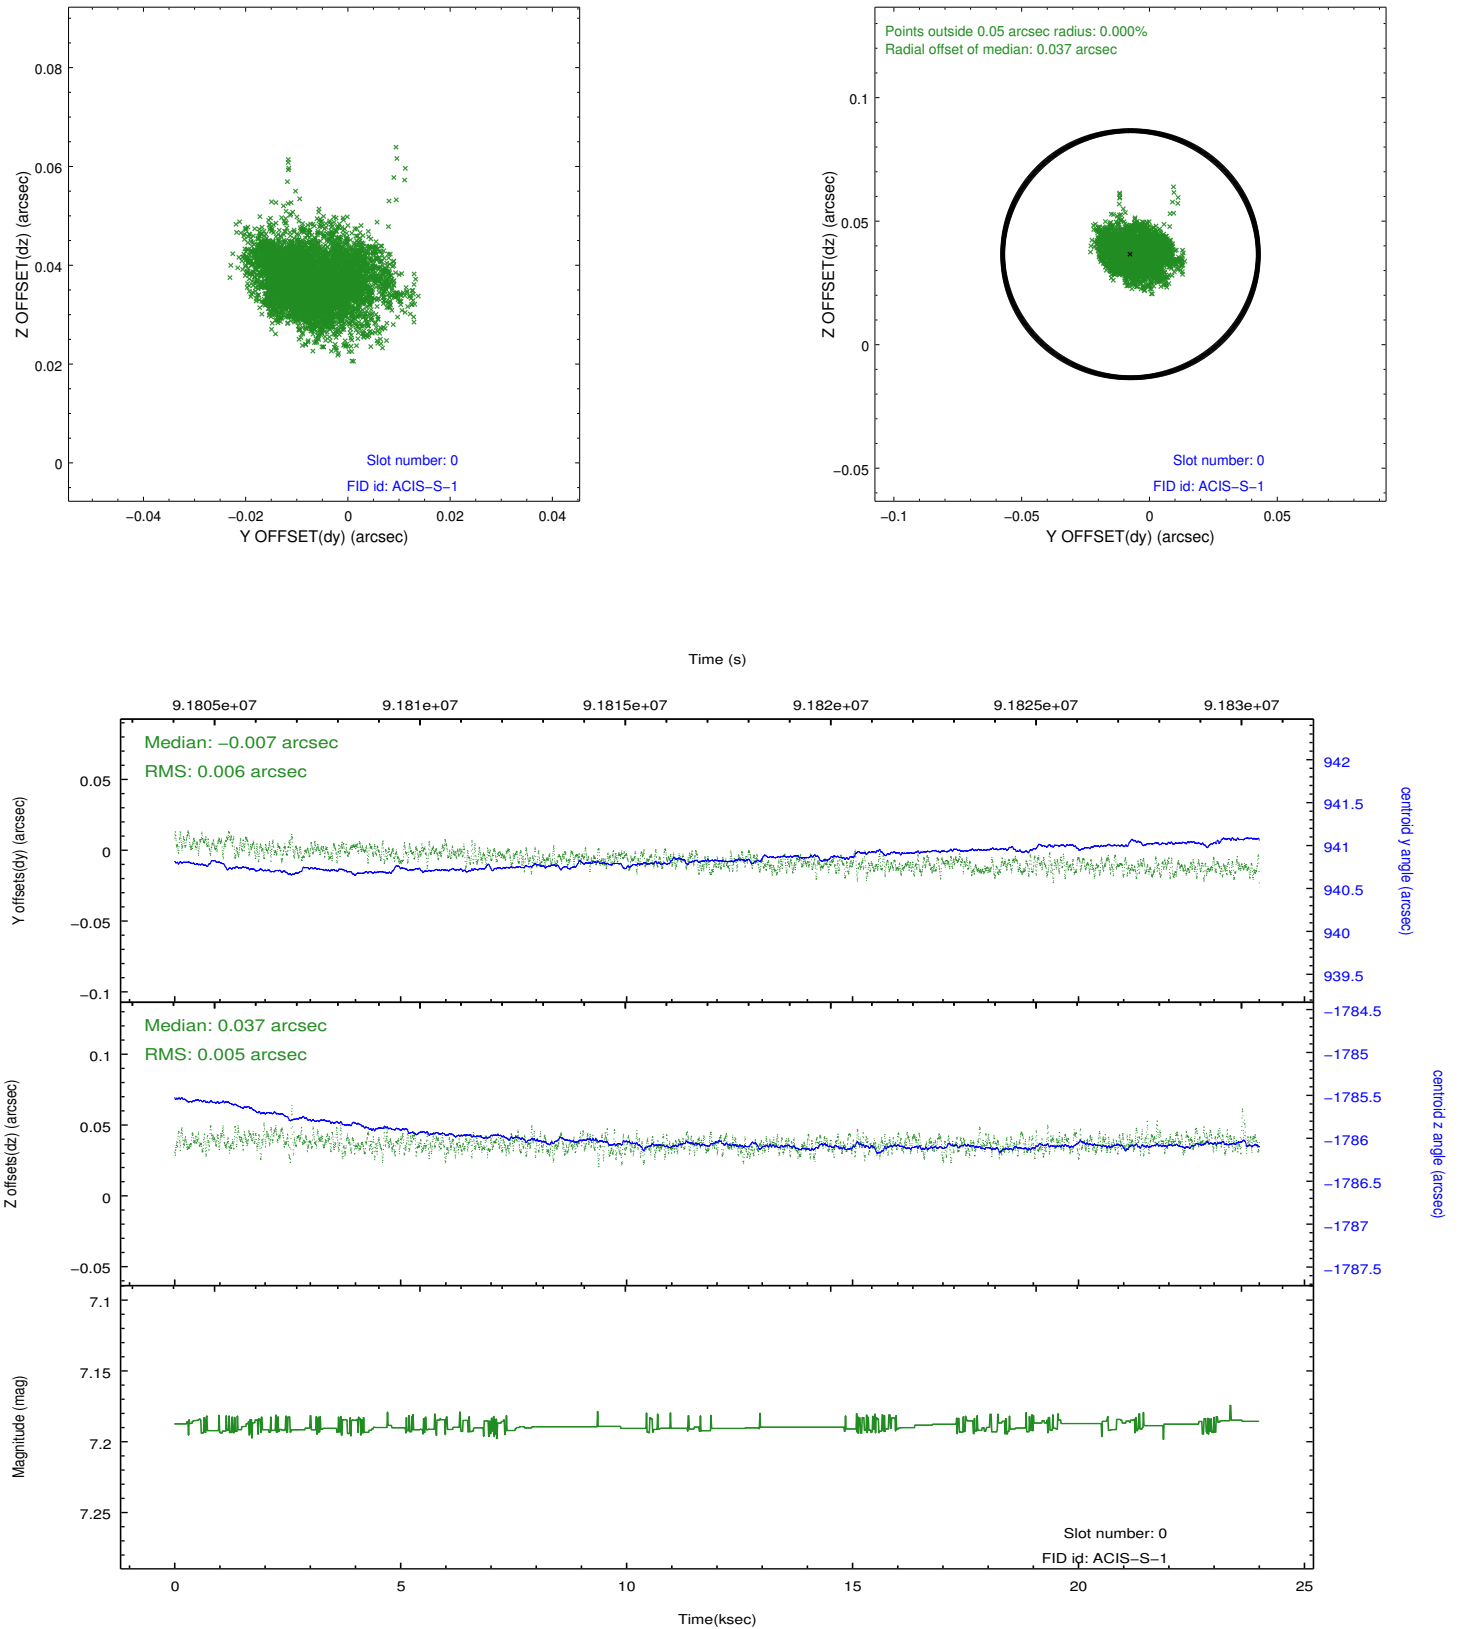 0.08
0.06
0.04
0.02
0
Z OFFSET(dz) (arcsec)
Slot number: 0
FID id: ACIS−S−1
−0.04 −0.02 0 0.02 0.04
Y OFFSET(dy) (arcsec)
Points outside 0.05 arcsec radius: 0.000%
Radial offset of median: 0.037 arcsec
0.1
0.05
0
−0.05
Z OFFSET(dz) (arcsec)
Slot number: 0
FID id: ACIS−S−1
−0.1 −0.05 0 0.05
Y OFFSET(dy) (arcsec)
Time (s)
9.1805e+07 9.181e+07 9.1815e+07 9.182e+07 9.1825e+07 9.183e+07
Median: −0.007 arcsec
RMS: 0.006 arcsec
0.05
0
−0.05
−0.1
Y offsets(dy) (arcsec)
942
941.5
941
940.5
940
939.5
centroid y angle (arcsec)
Median: 0.037 arcsec
RMS: 0.005 arcsec
0.1
0.05
0
−0.05
Z offsets(dz) (arcsec)
−1784.5
−1785
−1785.5
−1786
−1786.5
−1787
−1787.5
centroid z angle (arcsec)
7.1
7.15
7.2
7.25
Magnitude (mag)
Slot number: 0
FID id: ACIS−S−1
0 5 10 15 20 25
Time(ksec)